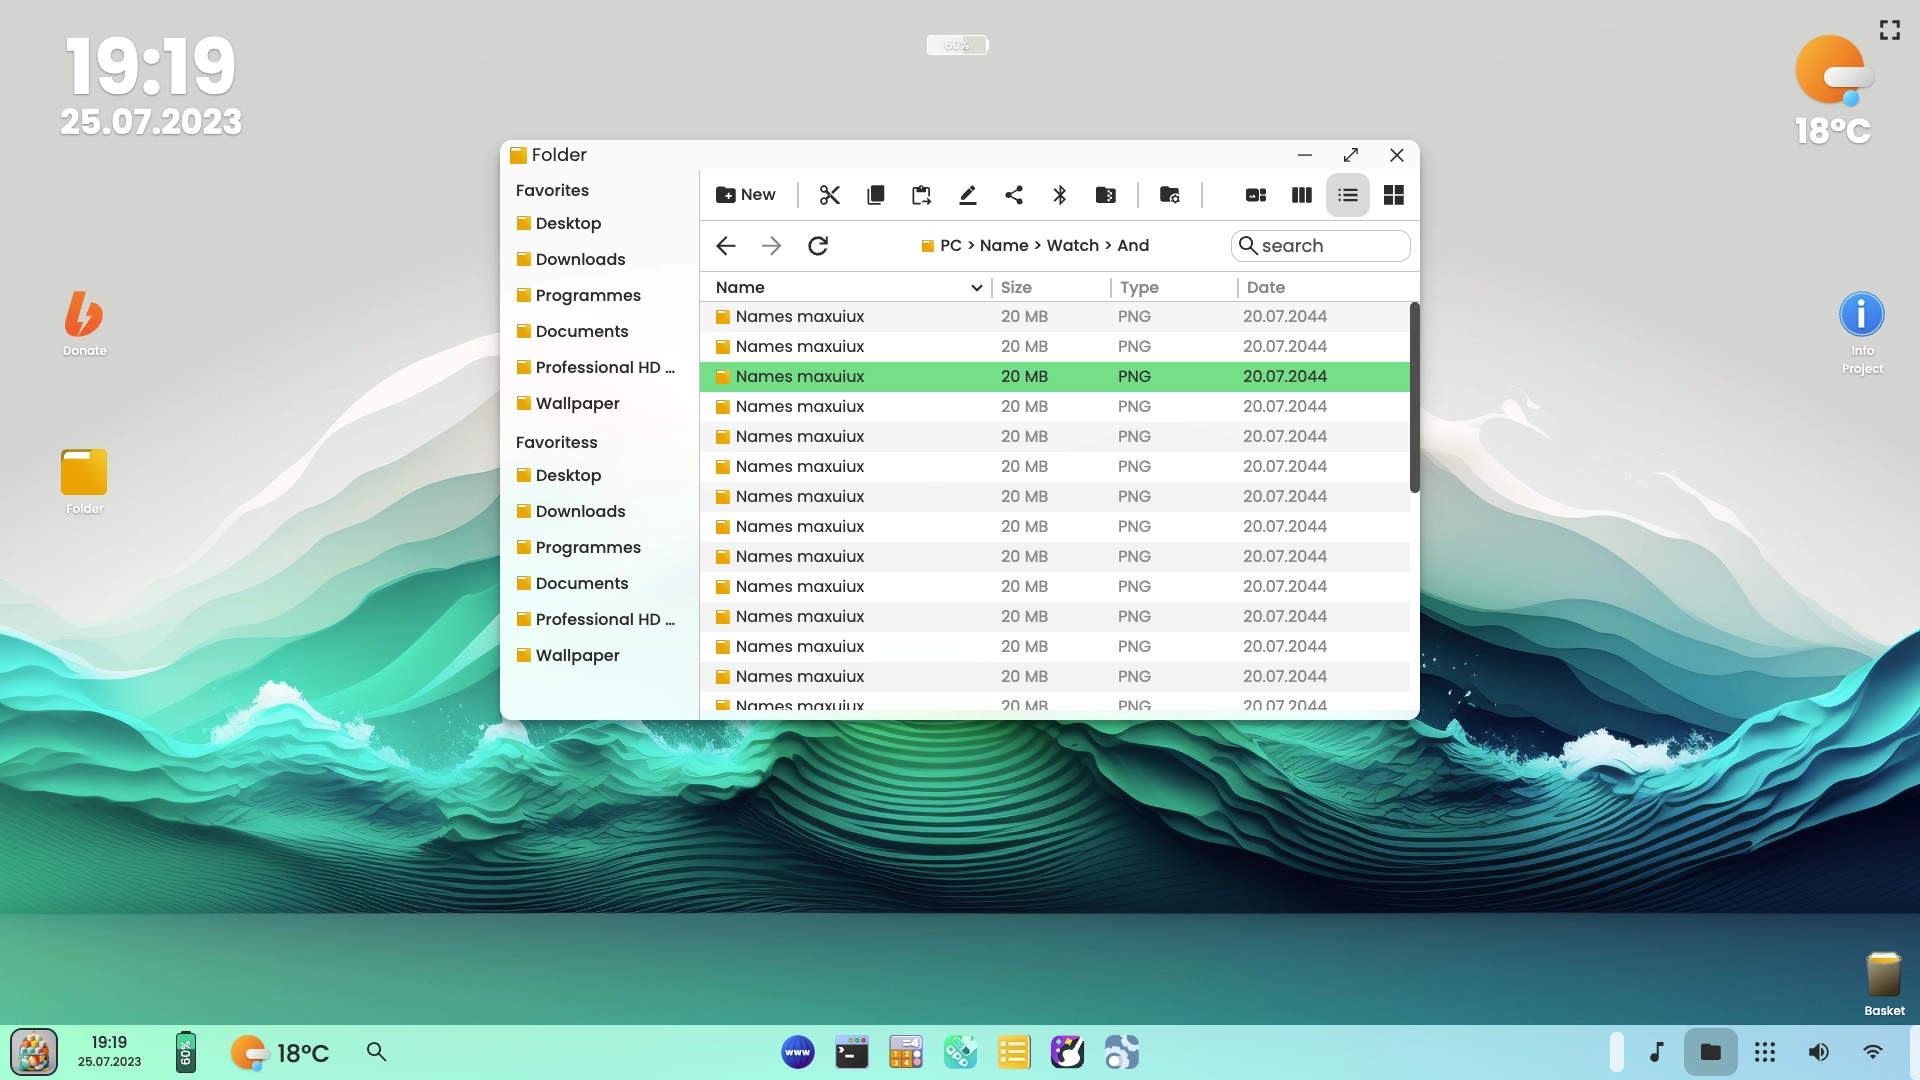 19:19
25.07.2023
60%
18°C
Donate
Folder
Info
Project
Basket
Folder
Favorites
Desktop
Downloads
Programmes
Documents
Professional HD ...
Wallpaper
Favoritess
Desktop
Downloads
Programmes
Documents
Professional HD ...
Wallpaper
New
PC > Name > Watch > And
search
Name Size Type Date
Names maxuiux 20 MB PNG 20.07.2044
Names maxuiux 20 MB PNG 20.07.2044
Names maxuiux 20 MB PNG 20.07.2044
Names maxuiux 20 MB PNG 20.07.2044
Names maxuiux 20 MB PNG 20.07.2044
Names maxuiux 20 MB PNG 20.07.2044
Names maxuiux 20 MB PNG 20.07.2044
Names maxuiux 20 MB PNG 20.07.2044
Names maxuiux 20 MB PNG 20.07.2044
Names maxuiux 20 MB PNG 20.07.2044
Names maxuiux 20 MB PNG 20.07.2044
Names maxuiux 20 MB PNG 20.07.2044
Names maxuiux 20 MB PNG 20.07.2044
Names maxuiux 20 MB PNG 20.07.2044
19:19
25.07.2023
60%
18°C
www
=4
1 2
3 4